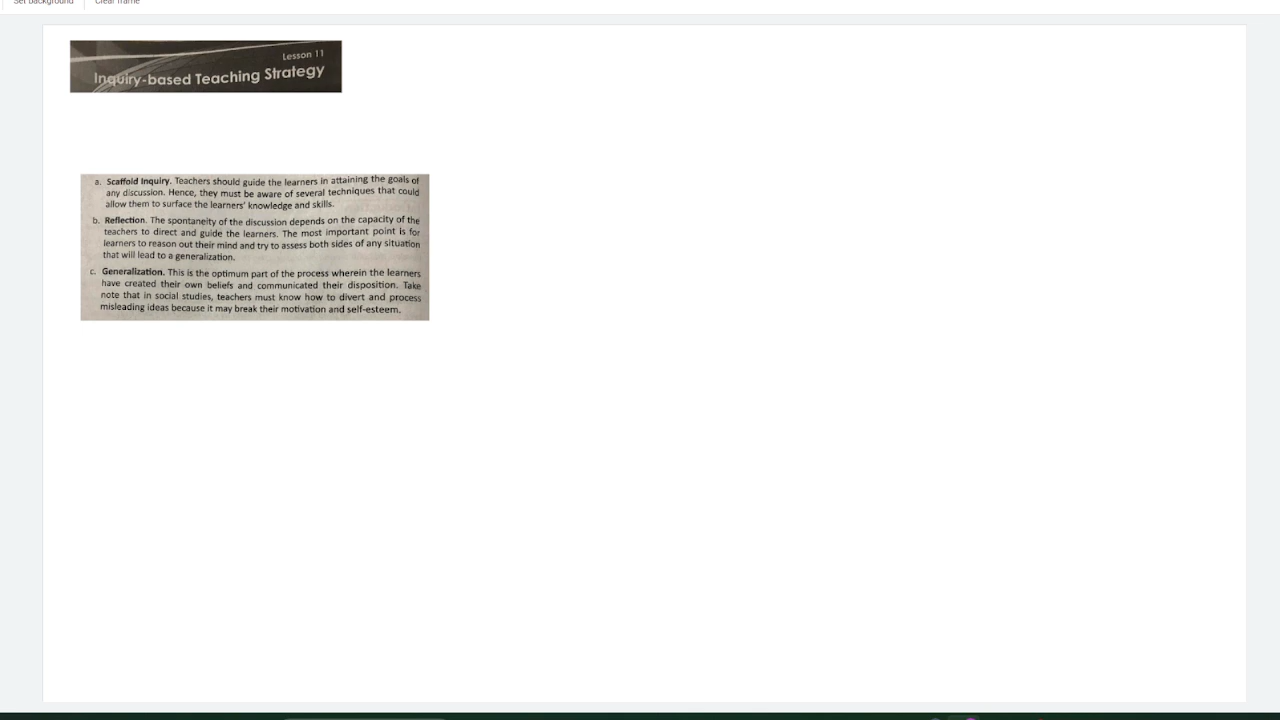 Set background
Clear frame
Lesson 11
Inquiry-based Teaching Strategy
a. Scaffold Inquiry. Teachers should guide the learners in attaining the goals of
any discussion. Hence, they must be aware of several techniques that could
allow them to surface the learners' knowledge and skills.
b. Reflection. The spontaneity of the discussion depends on the capacity of the
teachers to direct and guide the learners. The most important point is for
learners to reason out their mind and try to assess both sides of any situation
that will lead to a generalization.
c. Generalization. This is the optimum part of the process wherein the learners
have created their own beliefs and communicated their disposition. Take
note that in social studies, teachers must know how to divert and process
misleading ideas because it may break their motivation and self-esteem.